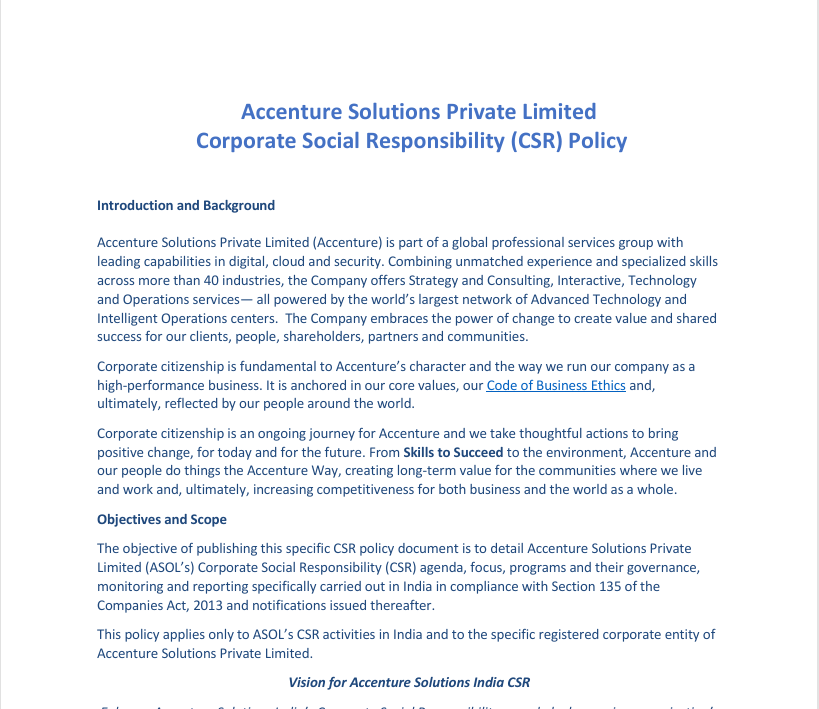 Accenture Solutions Private Limited
Corporate Social Responsibility (CSR) Policy
Introduction and Background
Accenture Solutions Private Limited (Accenture) is part of a global professional services group with
leading capabilities in digital, cloud and security. Combining unmatched experience and specialized skills
across more than 40 industries, the Company offers Strategy and Consulting, Interactive, Technology
and Operations services— all powered by the world's largest network of Advanced Technology and
Intelligent Operations centers.  The Company embraces the power of change to create value and shared
success for our clients, people, shareholders, partners and communities.
Corporate citizenship is fundamental to Accenture's character and the way we run our company as a
high-performance business. It is anchored in our core values, our Code of Business Ethics and,
ultimately, reflected by our people around the world.
Corporate citizenship is an ongoing journey for Accenture and we take thoughtful actions to bring
positive change, for today and for the future. From Skills to Succeed to the environment, Accenture and
our people do things the Accenture Way, creating long-term value for the communities where we live
and work and, ultimately, increasing competitiveness for both business and the world as a whole.
Objectives and Scope
The objective of publishing this specific CSR policy document is to detail Accenture Solutions Private
Limited (ASOL's) Corporate Social Responsibility (CSR) agenda, focus, programs and their governance,
monitoring and reporting specifically carried out in India in compliance with Section 135 of the
Companies Act, 2013 and notifications issued thereafter.
This policy applies only to ASOL's CSR activities in India and to the specific registered corporate entity of
Accenture Solutions Private Limited.
Vision for Accenture Solutions India CSR